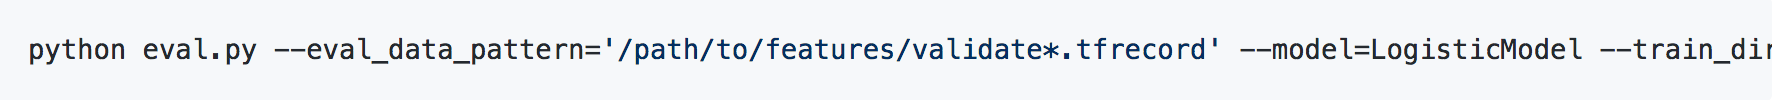 python eval.py --eval_data_pattern='/path/to/features/validate*.tfrecord' --model=LogisticModel --train_dir